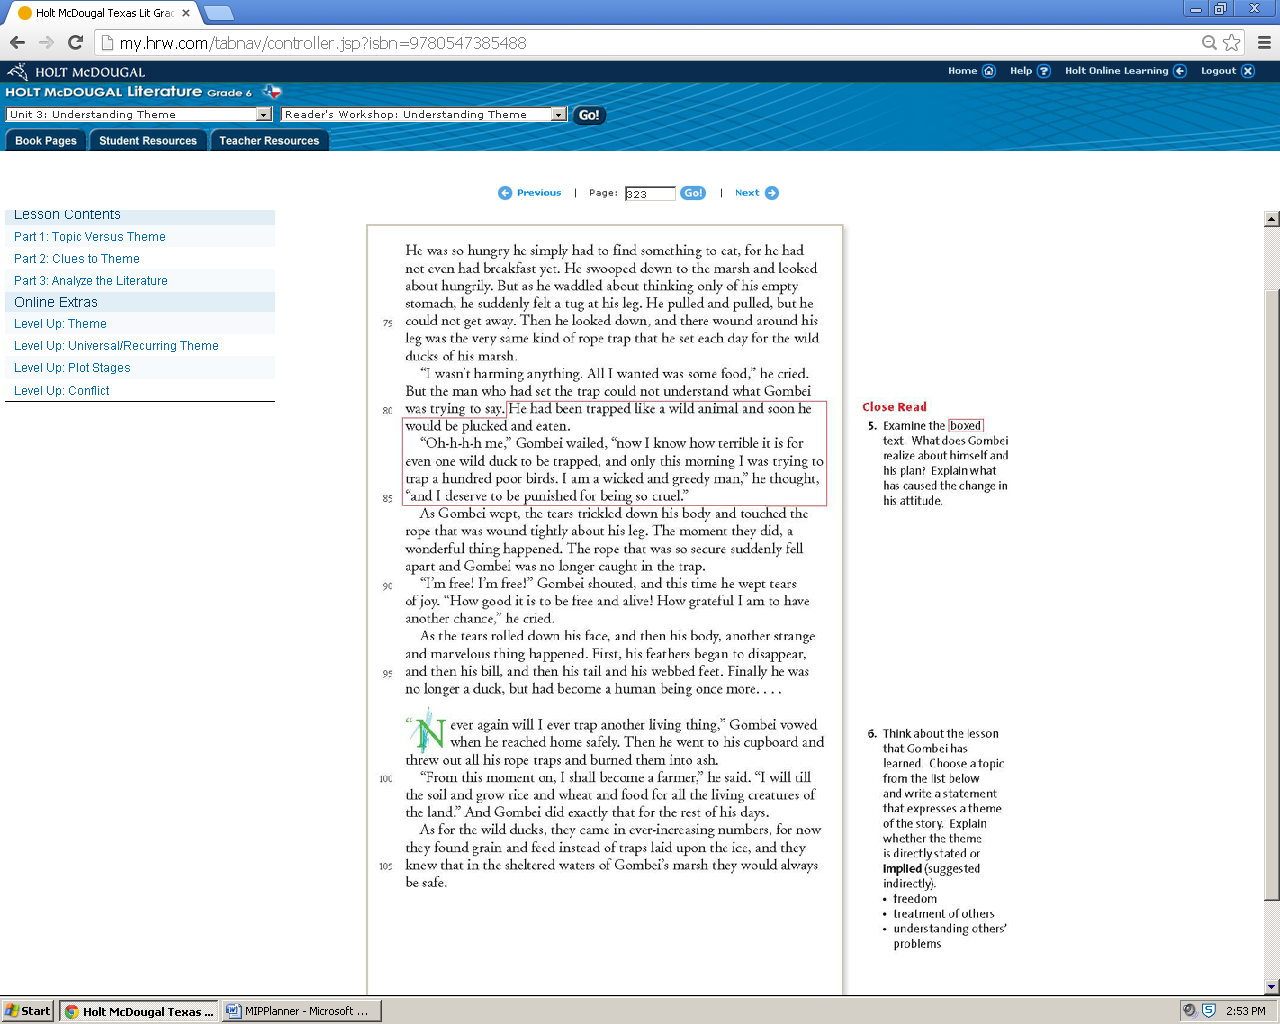 Holt McDougal Texas Lit Grad
my.hrw.com/tabnav/controller.jsp?isbn=9780547385488
HOLT McDOUGAL
Home
Help
Holt Online Learning
Logout
HOLT McDOUGAL Literature Grade 6
Unit 3: Understanding Theme
Reader's Workshop: Understanding Theme
Go!
Book Pages
Student Resources
Teacher Resources
Previous | Page: 323 Go! | Next
Lesson Contents
Part 1: Topic Versus Theme
Part 2: Clues to Theme
Part 3: Analyze the Literature
Online Extras
Level Up: Theme
Level Up: Universal/Recurring Theme
Level Up: Plot Stages
Level Up: Conflict
He was so hungry he simply had to find something to eat, for he had
not even had breakfast yet. He swooped down to the marsh and looked
about hungrily. But as he waddled about thinking only of his empty
stomach, he suddenly felt a tug at his leg. He pulled and pulled, but he
75 could not get away. Then he looked down, and there wound around his
leg was the very same kind of rope trap that he set each day for the wild
ducks of his marsh.
“I wasn’t harming anything. All I wanted was some food,” he cried.
But the man who had set the trap could not understand what Gombei
80 was trying to say. He had been trapped like a wild animal and soon he
would be plucked and eaten.
“Oh-h-h-h me,” Gombei wailed, “now I know how terrible it is for
even one wild duck to be trapped, and only this morning I was trying to
trap a hundred poor birds. I am a wicked and greedy man,” he thought,
85 “and I deserve to be punished for being so cruel.”
As Gombei wept, the tears trickled down his body and touched the
rope that was wound tightly about his leg. The moment they did, a
wonderful thing happened. The rope that was so secure suddenly fell
apart and Gombei was no longer caught in the trap.
90 “I’m free! I’m free!” Gombei shouted, and this time he wept tears
of joy. “How good it is to be free and alive! How grateful I am to have
another chance,” he cried.
As the tears rolled down his face, and then his body, another strange
and marvelous thing happened. First, his feathers began to disappear,
95 and then his bill, and then his tail and his webbed feet. Finally he was
no longer a duck, but had become a human being once more. . . .
“Never again will I ever trap another living thing,” Gombei vowed
when he reached home safely. Then he went to his cupboard and
threw out all his rope traps and burned them into ash.
100 “From this moment on, I shall become a farmer,” he said. “I will till
the soil and grow rice and wheat and food for all the living creatures of
the land.” And Gombei did exactly that for the rest of his days.
As for the wild ducks, they came in ever-increasing numbers, for now
they found grain and feed instead of traps laid upon the ice, and they
105 knew that in the sheltered waters of Gombei’s marsh they would always
be safe.
Close Read
5. Examine the boxed
text. What does Gombei
realize about himself and
his plan? Explain what
has caused the change in
his attitude.
6. Think about the lesson
that Gombei has
learned. Choose a topic
from the list below
and write a statement
that expresses a theme
of the story. Explain
whether the theme
is directly stated or
implied (suggested
indirectly).
• freedom
• treatment of others
• understanding others’
problems
Start
Holt McDougal Texas ...
MIPPlanner - Microsoft ...
2:53 PM